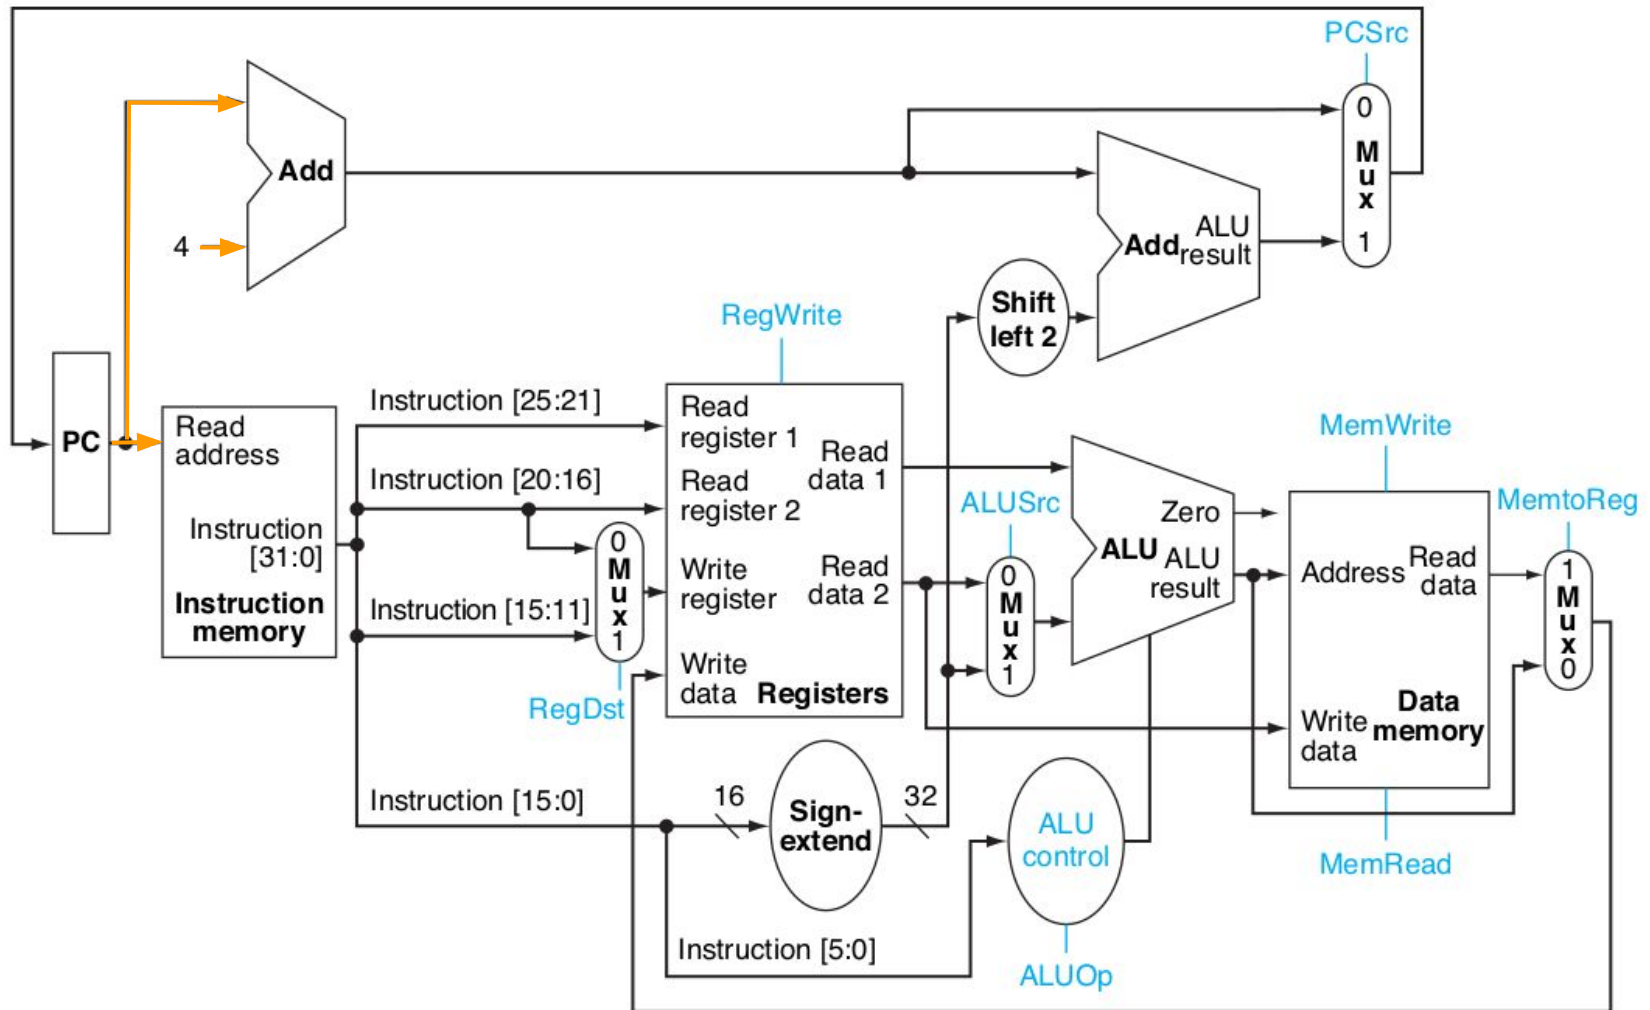 PCSrc
0
M
u
x
1
Add
4
ALU
Add result
Shift
left 2
RegWrite
PC
Read
address
Instruction
[31:0]
Instruction
memory
Instruction [25:21]
Instruction [20:16]
Instruction [15:11]
Instruction [15:0]
Instruction [5:0]
0
M
u
x
1
RegDst
Read
register 1
Read
register 2
Write
register
Write
data
Read
data 1
Read
data 2
Registers
16
Sign-
extend
32
ALUSrc
0
M
u
x
1
Zero
ALU
ALU
result
ALU
control
ALUOp
MemWrite
Address
Read
data
Write
data
Data
memory
MemRead
MemtoReg
1
M
u
x
0